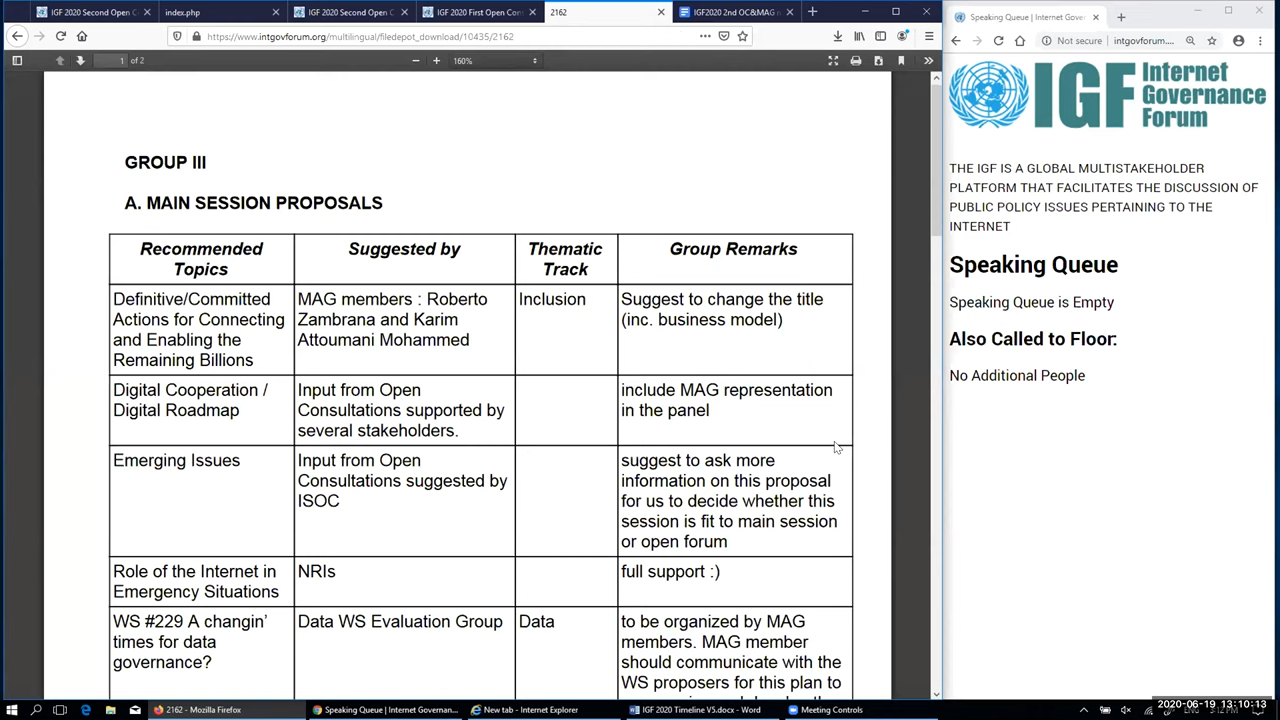 IGF 2020 Second Open C
index.php
IGF 2020 Second Open C
IGF 2020 First Open Con
2162
IGF2020 2nd OC&MAG m
https://www.intgovforum.org/multilingual/filedepot_download/10435/2162
1 of 2
160%
GROUP III
A. MAIN SESSION PROPOSALS
Recommended Topics
Suggested by
Thematic Track
Group Remarks
Definitive/Committed
Actions for Connecting
and Enabling the
Remaining Billions
MAG members : Roberto
Zambrana and Karim
Attoumani Mohammed
Inclusion
Suggest to change the title
(inc. business model)
Digital Cooperation /
Digital Roadmap
Input from Open
Consultations supported by
several stakeholders.
include MAG representation
in the panel
Emerging Issues
Input from Open
Consultations suggested by
ISOC
suggest to ask more
information on this proposal
for us to decide whether this
session is fit to main session
or open forum
Role of the Internet in
Emergency Situations
NRIs
full support :)
WS #229 A changin'
times for data
governance?
Data WS Evaluation Group
Data
to be organized by MAG
members. MAG member
should communicate with the
WS proposers for this plan to
Speaking Queue | Internet Gover
Not secure
intgovforum....
IGF
Internet
Governance
Forum
THE IGF IS A GLOBAL MULTISTAKEHOLDER
PLATFORM THAT FACILITATES THE DISCUSSION OF
PUBLIC POLICY ISSUES PERTAINING TO THE
INTERNET
Speaking Queue
Speaking Queue is Empty
Also Called to Floor:
No Additional People
2162 - Mozilla Firefox
Speaking Queue | Internet Governa...
New tab - Internet Explorer
IGF 2020 Timeline V5.docx - Word
Meeting Controls
2020-06-19 13:10:13